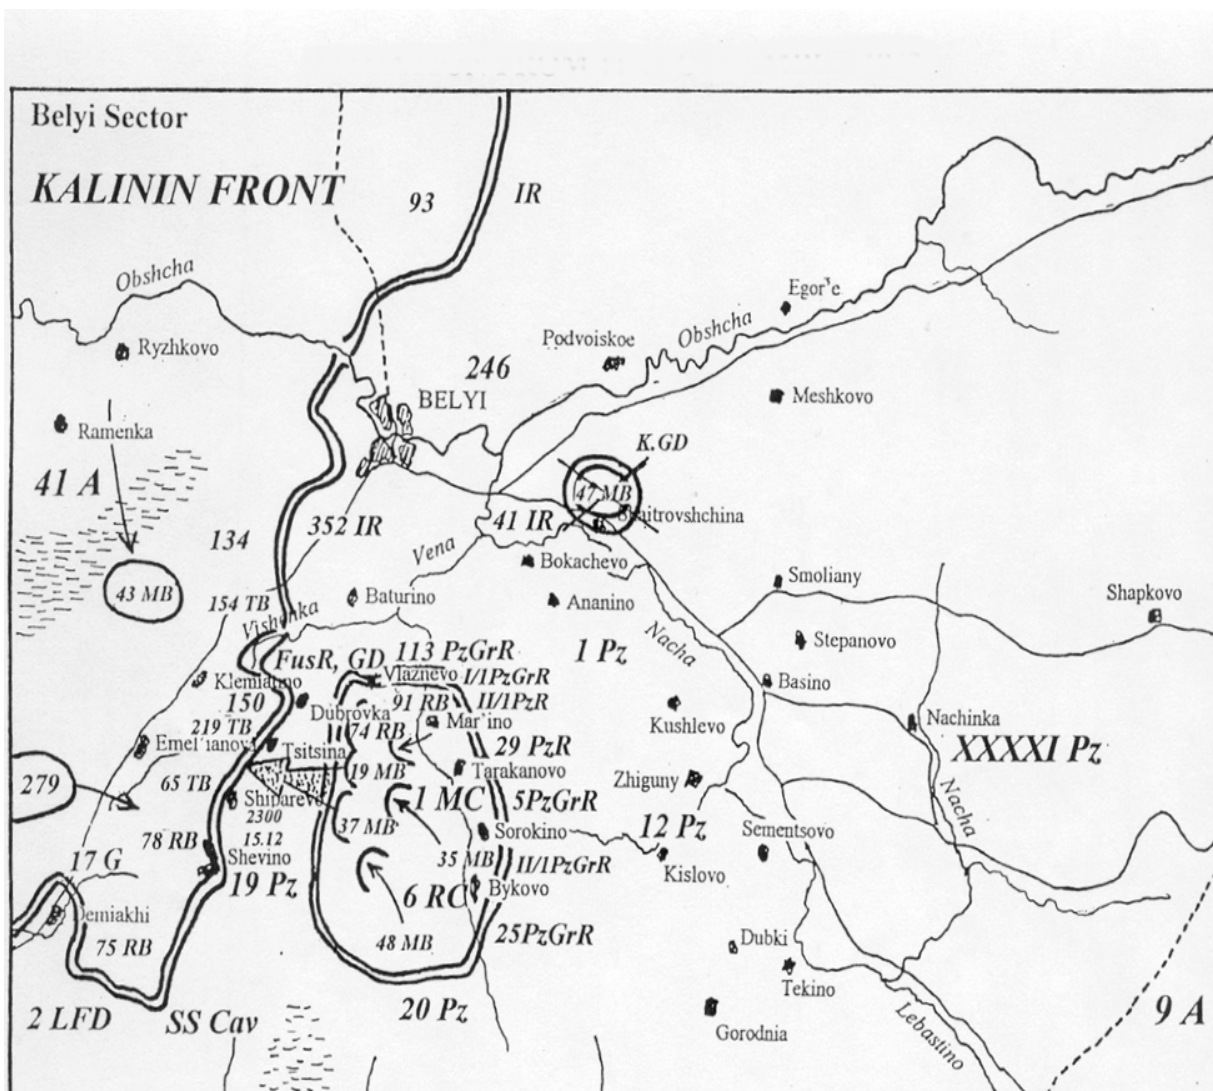 Belyi Sector
KALININ FRONT
93
IR
Obshcha
Egor'e
Ryzhkovo
Podvoiskoe
Obshcha
246
BELYI
Meshkovo
Ramenka
K.GD
41 A
47 MB
352 IR
41 IR
134
Vena
Bokachevo
Smoliany
43 MB
154 TB
Baturino
Ananino
Shapkovo
Vishenka
Nacha
Stepanovo
113 PzGrR
1 Pz
FusR, GD
Vlaznevo
I/1PzGrR
Klemiatino
Basino
150
91 RB
II/1PzR
Dubrovka
Kushlevo
Nachinka
219 TB
74 RB
Mar'ino
Emel'ianova
Tsitsina
29 PzR
XXXXI Pz
279
65 TB
19 MB
Tarakanovo
Zhiguny
Shiparevo
1 MC
5PzGrR
Nacha
2300
15.12
37 MB
12 Pz
Sementsovo
78 RB
Sorokino
17 G
Shevino
35 MB
II/1PzGrR
Kislovo
19 Pz
6 RC
Bykovo
Demiakhi
75 RB
48 MB
25PzGrR
Dubki
Tekino
2 LFD
SS Cav
20 Pz
Gorodnia
Lebastino
9 A